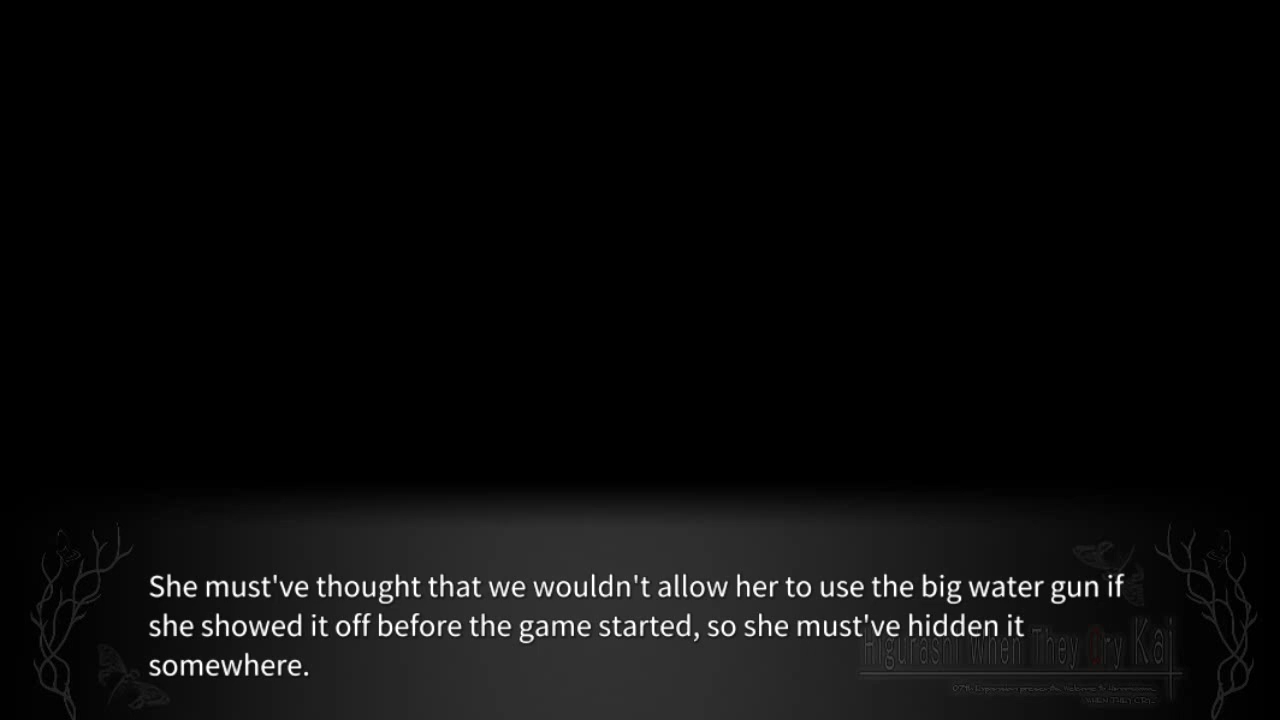 She must've thought that we wouldn't allow her to use the big water gun if
she showed it off before the game started, so she must've hidden it
somewhere.
Higurashi When They Cry Kai